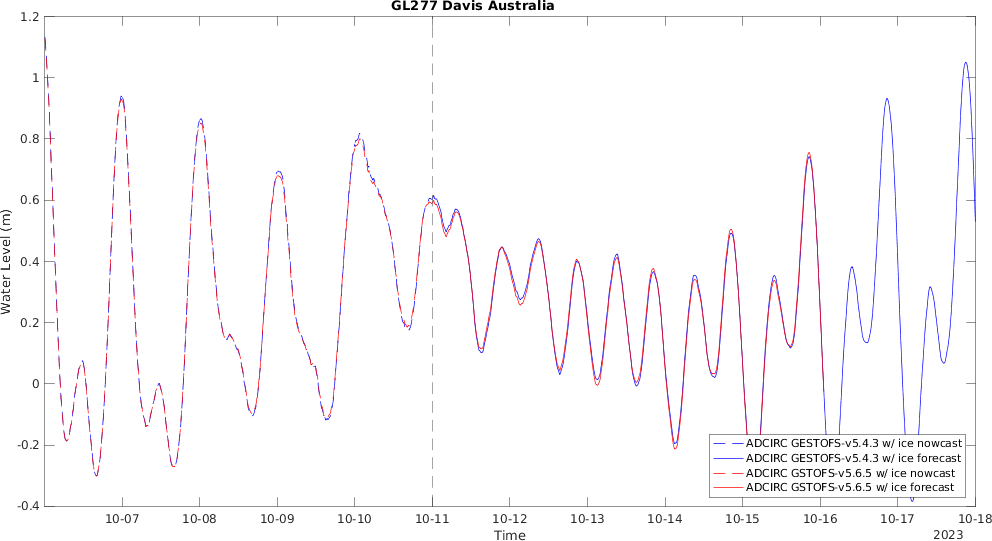 GL277 Davis Australia
1.2
1
0.8
0.6
0.4
0.2
0
-0.2
-0.4
Water Level (m)
ADCIRC GESTOFS-v5.4.3 w/ ice nowcast
ADCIRC GESTOFS-v5.4.3 w/ ice forecast
ADCIRC GSTOFS-v5.6.5 w/ ice nowcast
ADCIRC GSTOFS-v5.6.5 w/ ice forecast
10-07 10-08 10-09 10-10 10-11 10-12 10-13 10-14 10-15 10-16 10-17 10-18
Time
2023